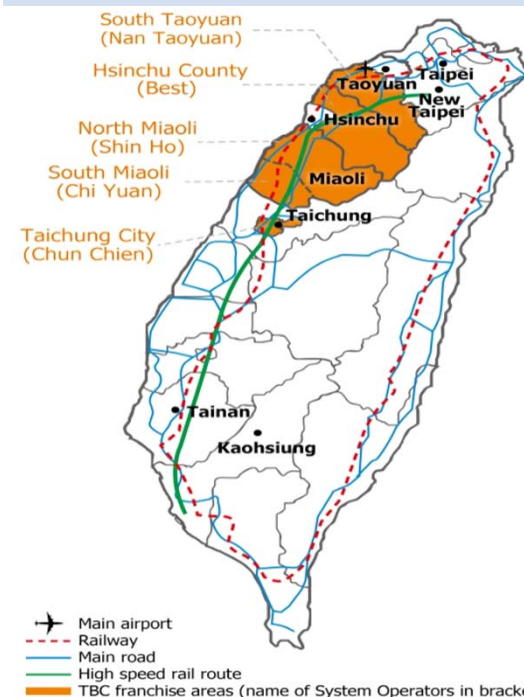 South Taoyuan
(Nan Taoyuan)
Hsinchu County
(Best)
North Miaoli
(Shin Ho)
South Miaoli
(Chi Yuan)
Taichung City
(Chun Chien)
Taipei
Taoyuan
New
Taipei
Hsinchu
Miaoli
Taichung
Tainan
Kaohsiung
Main airport
Railway
Main road
High speed rail route
TBC franchise areas (name of System Operators in bracke